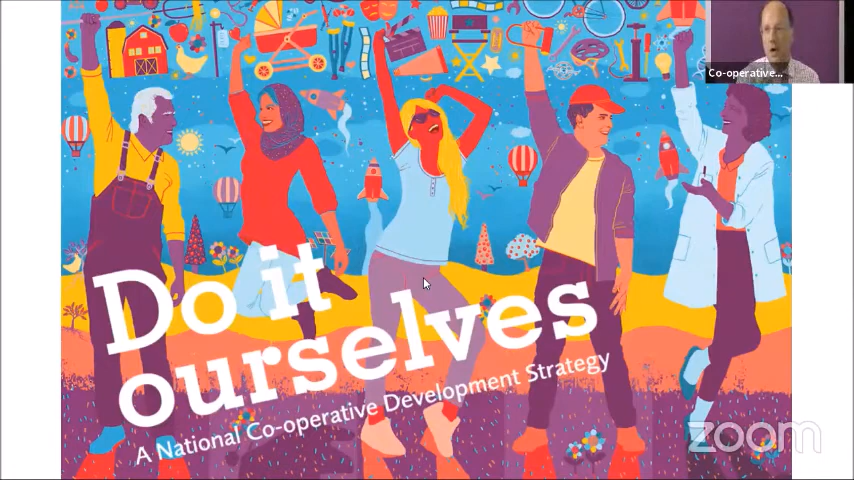 Co-operative...
Do it
ourselves
A National Co-operative Development Strategy
zoom